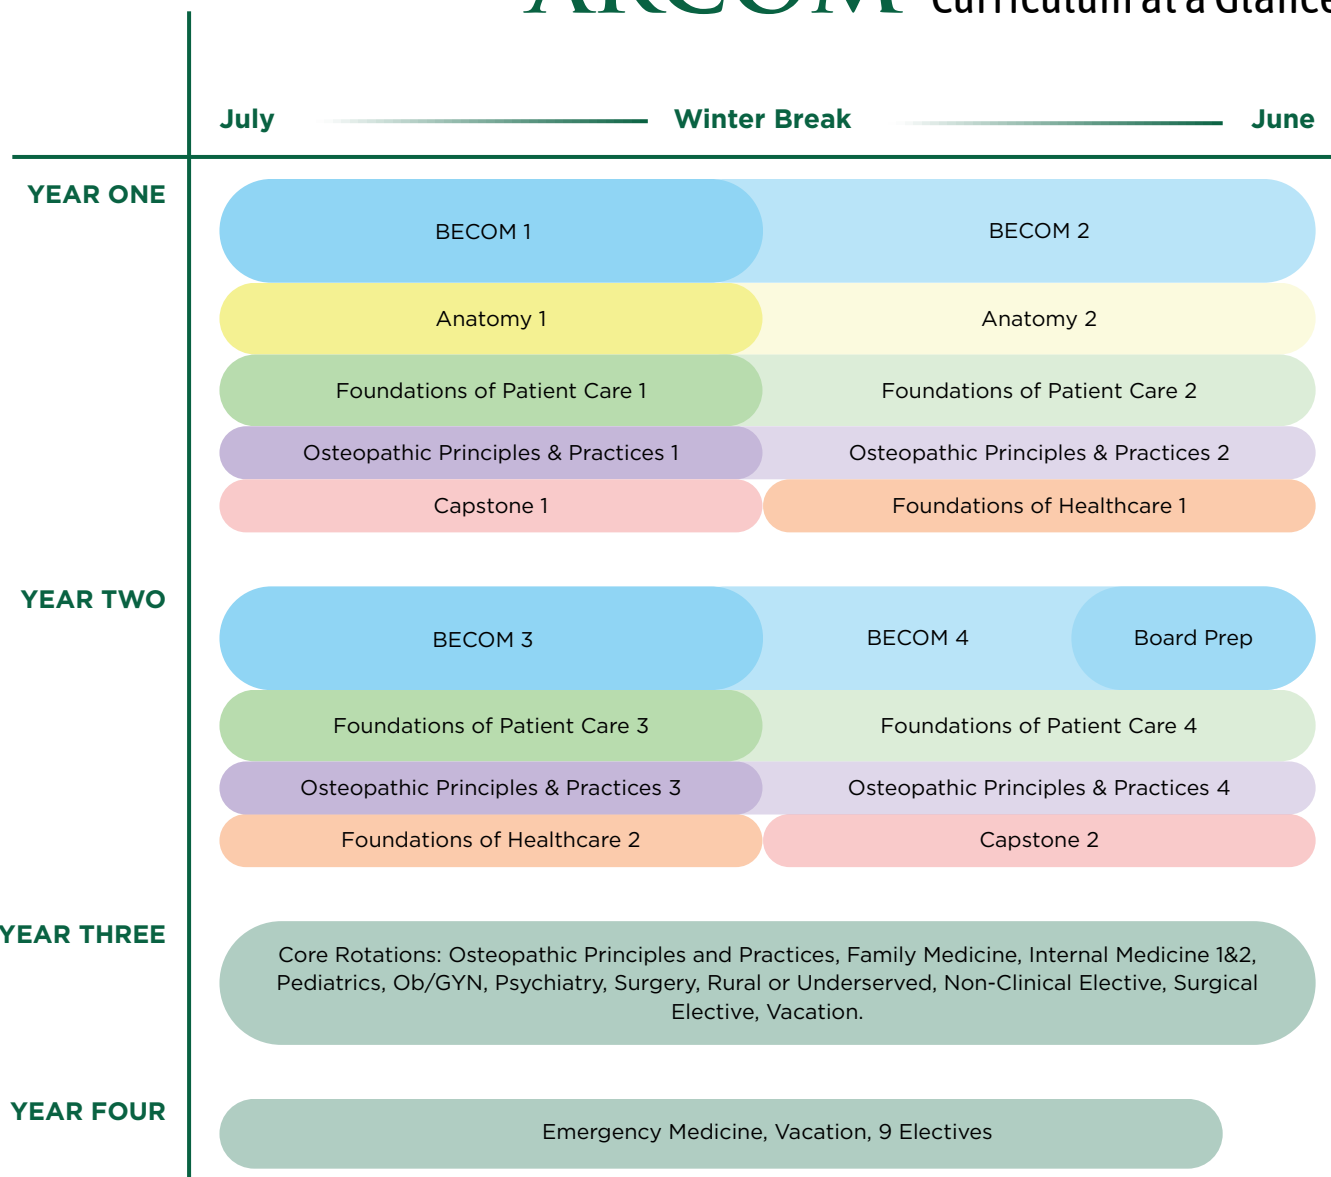 ARCOM Curriculum at a Glance
July Winter Break June
YEAR ONE
BECOM 1 BECOM 2
Anatomy 1 Anatomy 2
Foundations of Patient Care 1 Foundations of Patient Care 2
Osteopathic Principles & Practices 1 Osteopathic Principles & Practices 2
Capstone 1 Foundations of Healthcare 1
YEAR TWO
BECOM 3 BECOM 4 Board Prep
Foundations of Patient Care 3 Foundations of Patient Care 4
Osteopathic Principles & Practices 3 Osteopathic Principles & Practices 4
Foundations of Healthcare 2 Capstone 2
YEAR THREE
Core Rotations: Osteopathic Principles and Practices, Family Medicine, Internal Medicine 1&2,
Pediatrics, Ob/GYN, Psychiatry, Surgery, Rural or Underserved, Non-Clinical Elective, Surgical
Elective, Vacation.
YEAR FOUR
Emergency Medicine, Vacation, 9 Electives